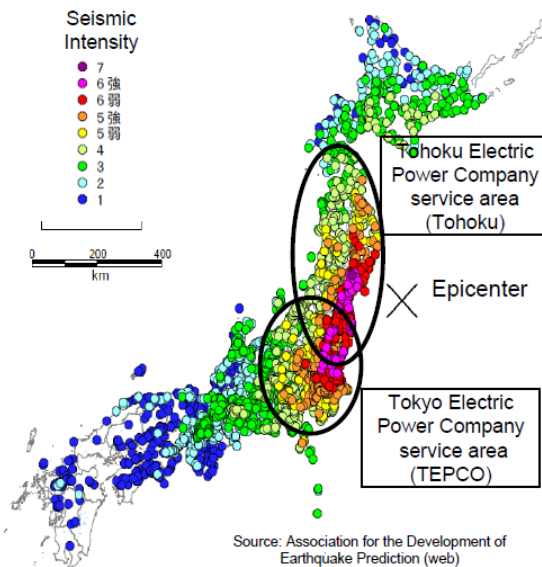 Seismic
Intensity
7
6 強
6 弱
5 強
5 弱
4
3
2
1
0 200 400
km
Tohoku Electric
Power Company
service area
(Tohoku)
Epicenter
Tokyo Electric
Power Company
service area
(TEPCO)
Source: Association for the Development of
Earthquake Prediction (web)